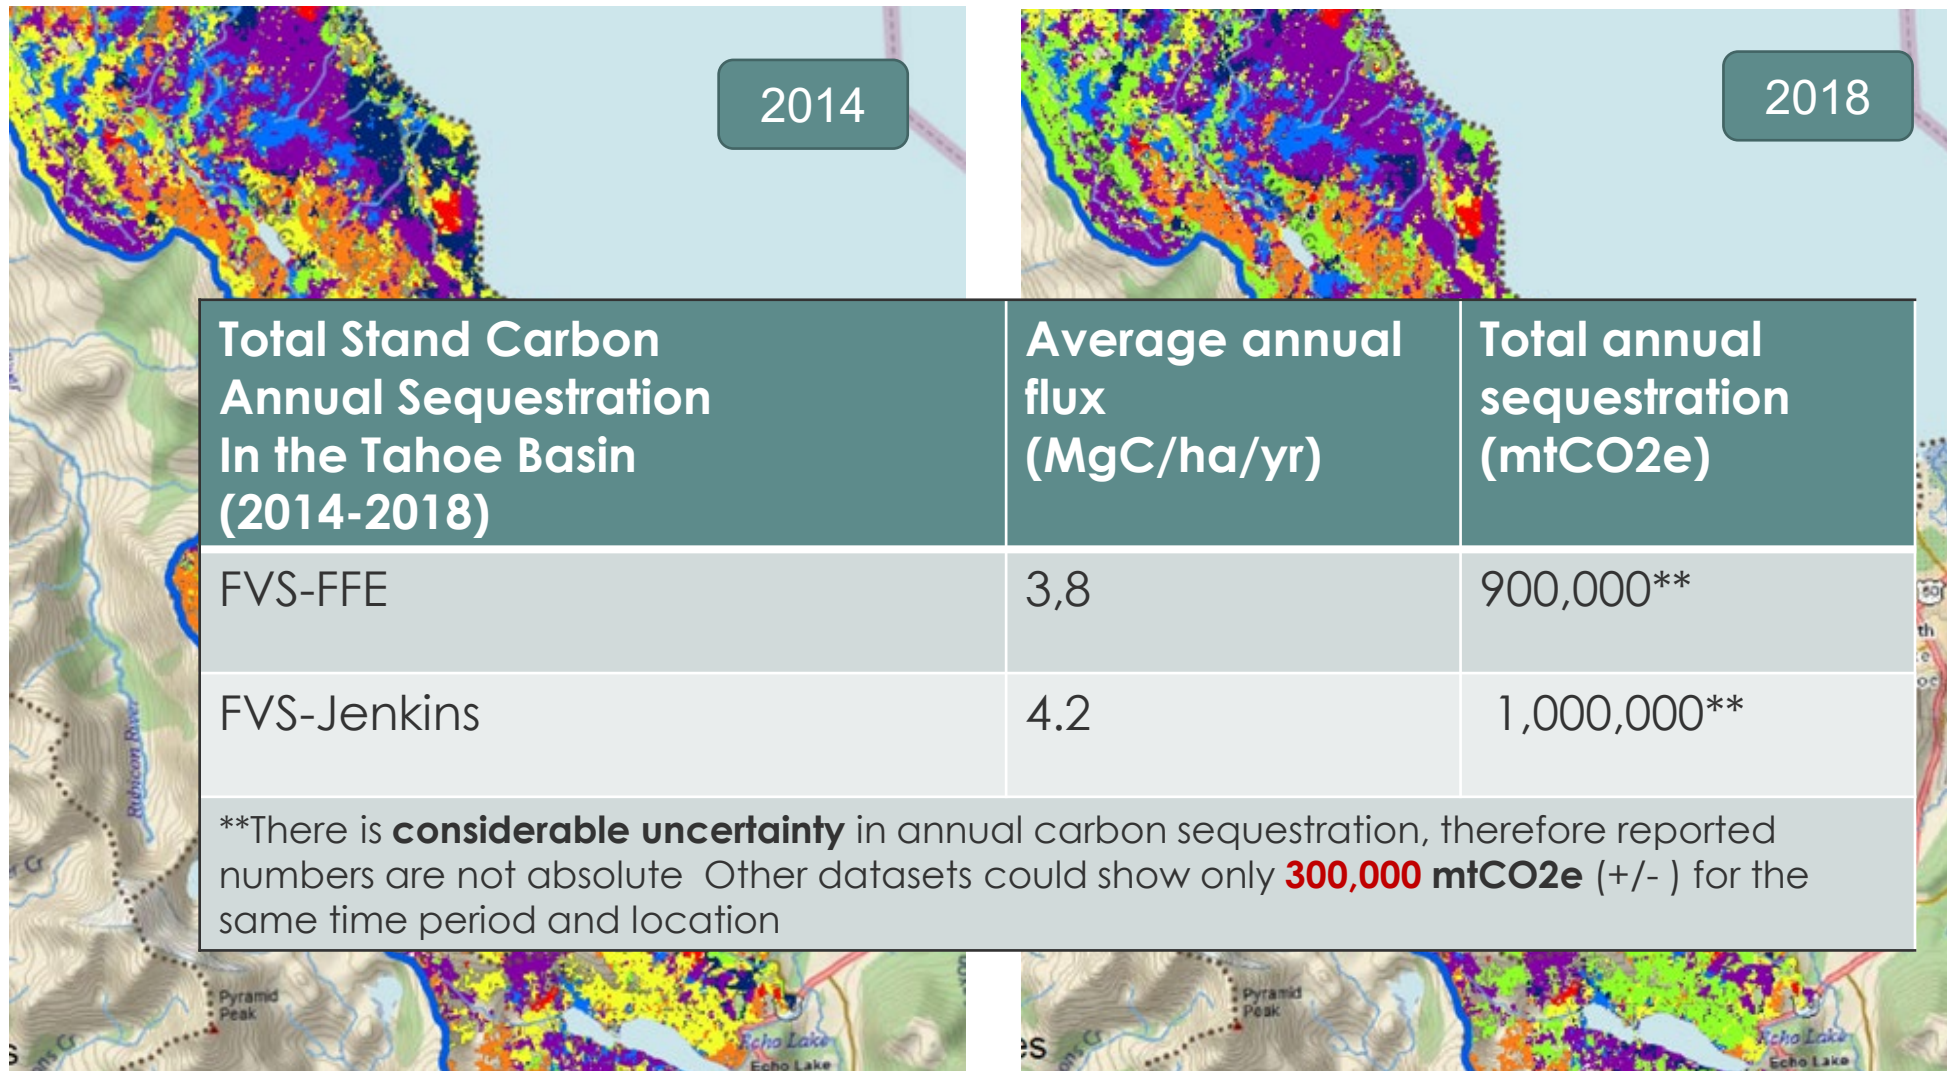 2014
2018
Total Stand Carbon
Annual Sequestration
In the Tahoe Basin
(2014-2018)
Average annual
flux
(MgC/ha/yr)
Total annual
sequestration
(mtCO2e)
FVS-FFE
3,8
900,000**
FVS-Jenkins
4.2
1,000,000**
**There is considerable uncertainty in annual carbon sequestration, therefore reported
numbers are not absolute Other datasets could show only 300,000 mtCO2e (+/- ) for the
same time period and location
Rubicon River
Pyramid
Peak
Echo Lake
Echo Lake
Pyramid
Peak
Echo Lake
Echo Lake
50
th